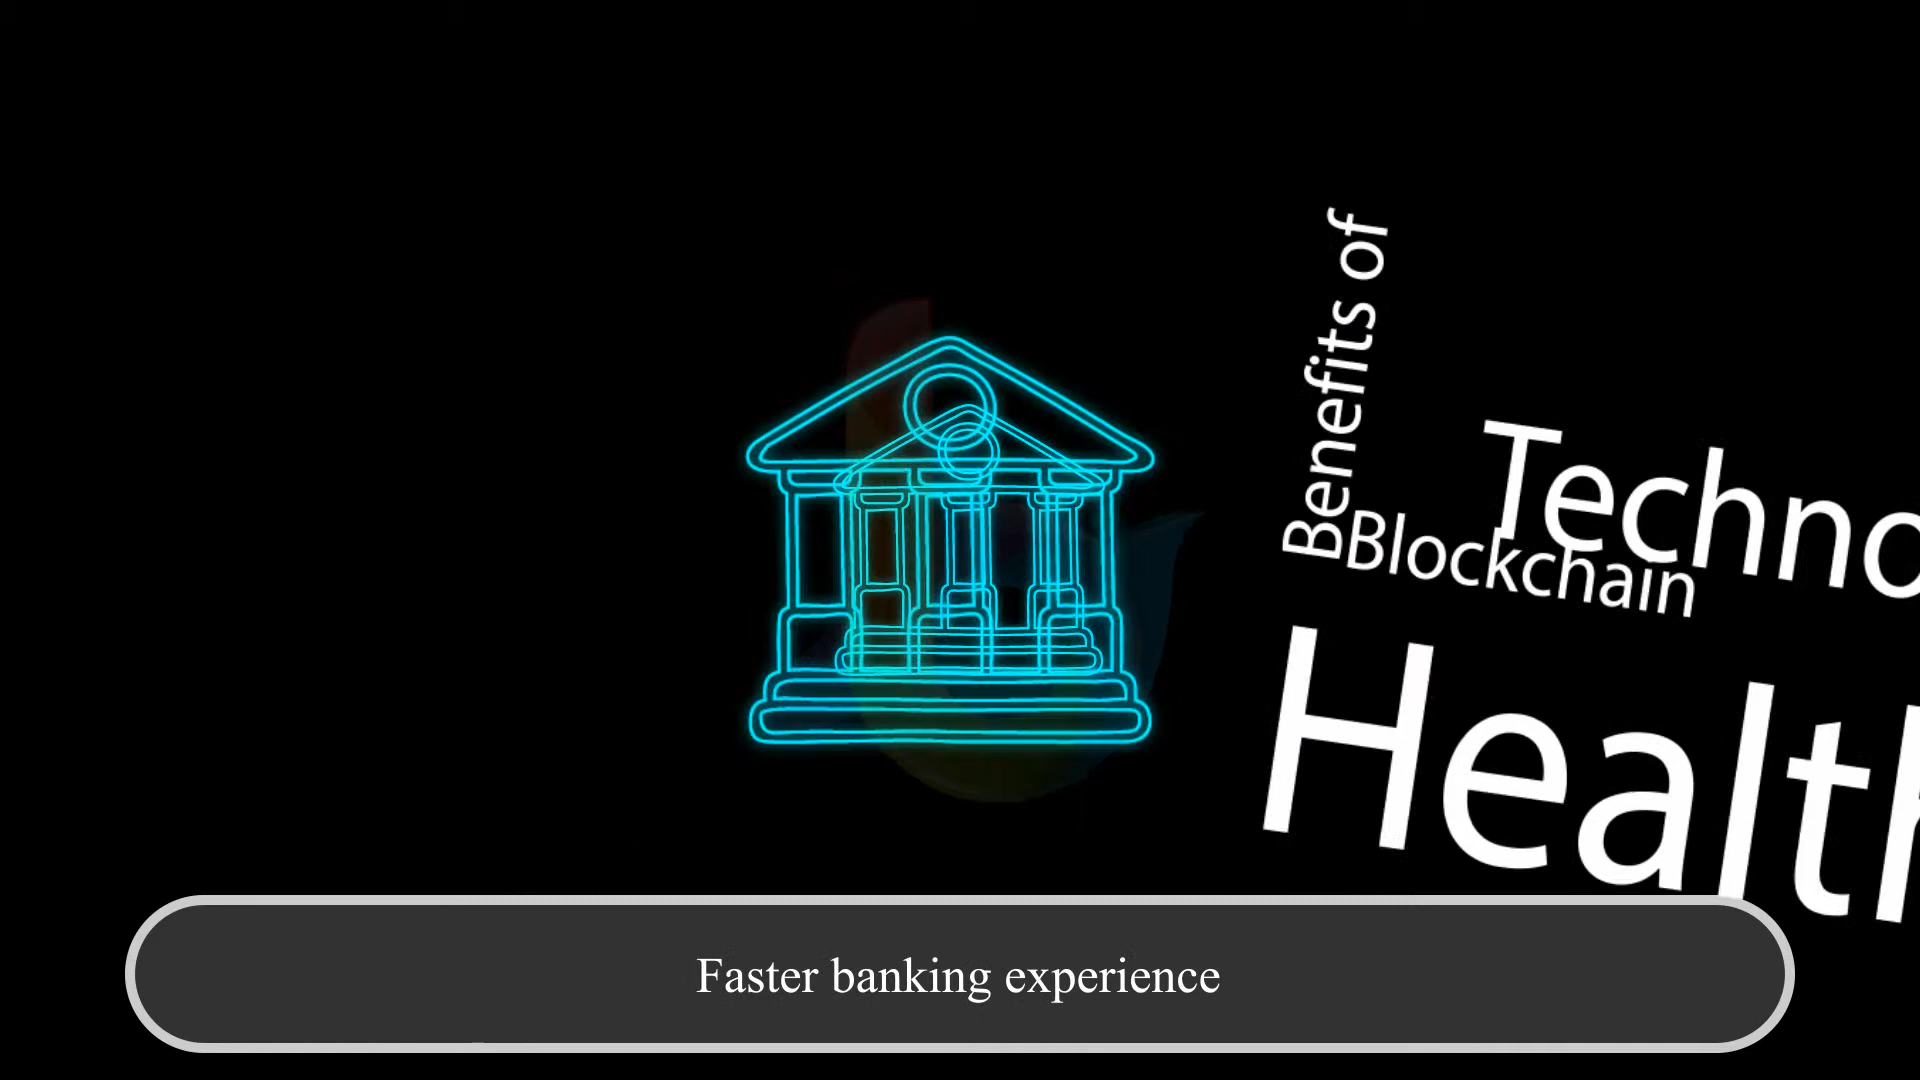 Benefits of
Techno
Blockchain
Healt
Faster banking experience